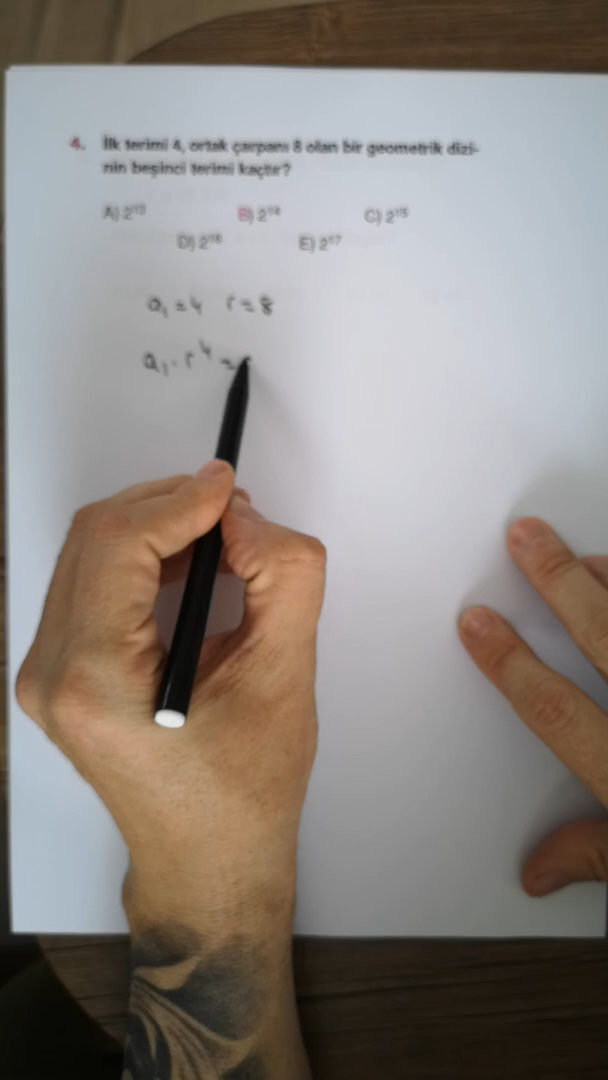 4. İlk terimi 4, ortak çarpanı 8 olan bir geometrik dizi-
nin beşinci terimi kaçtır?
A) 2¹³ B) 2¹⁴ C) 2¹⁵
D) 2¹⁶ E) 2¹⁷
a₁ = 4 r = 8
a₁ · r⁴ =